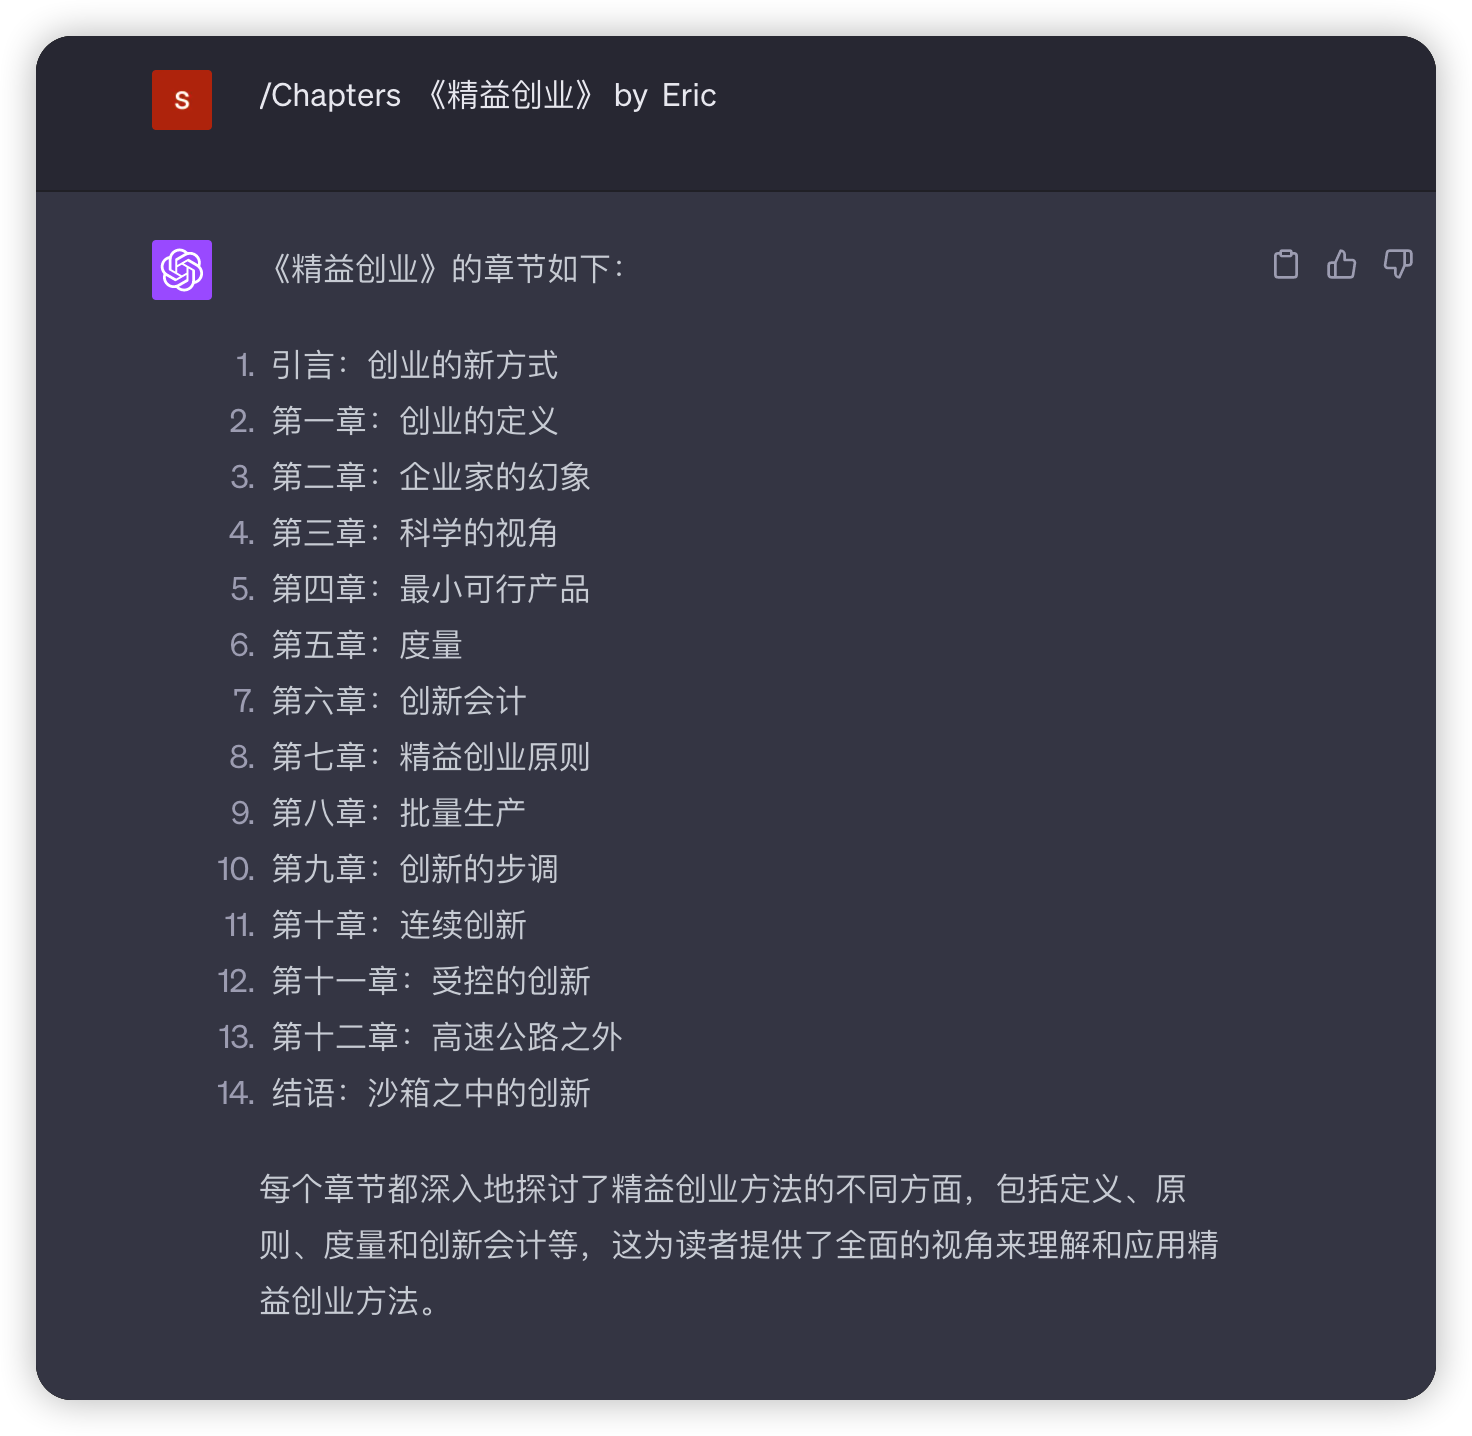 S
/Chapters 《精益创业》 by Eric
《精益创业》的章节如下：
1. 引言：创业的新方式
2. 第一章：创业的定义
3. 第二章：企业家的幻象
4. 第三章：科学的视角
5. 第四章：最小可行产品
6. 第五章：度量
7. 第六章：创新会计
8. 第七章：精益创业原则
9. 第八章：批量生产
10. 第九章：创新的步调
11. 第十章：连续创新
12. 第十一章：受控的创新
13. 第十二章：高速公路之外
14. 结语：沙箱之中的创新
每个章节都深入地探讨了精益创业方法的不同方面，包括定义、原
则、度量和创新会计等，这为读者提供了全面的视角来理解和应用精
益创业方法。